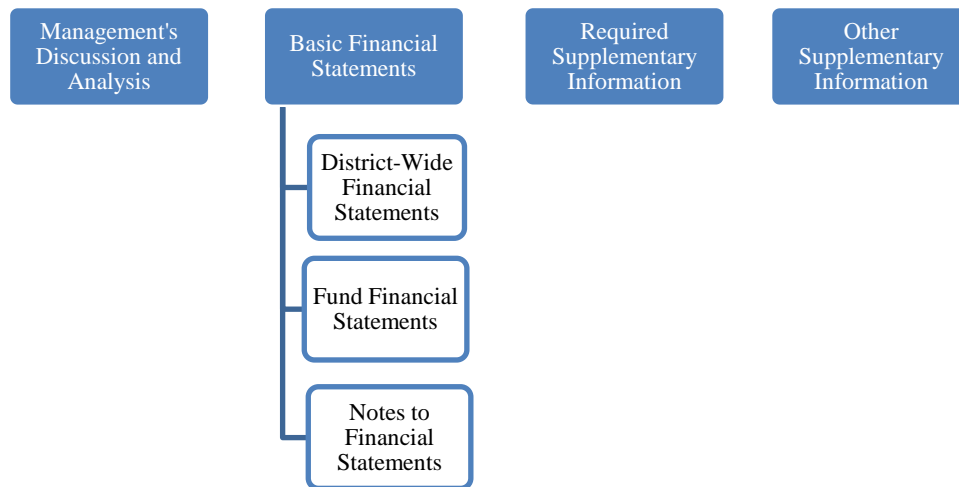 Management's
Discussion and
Analysis
Basic Financial
Statements
Required
Supplementary
Information
Other
Supplementary
Information
District-Wide
Financial
Statements
Fund Financial
Statements
Notes to
Financial
Statements